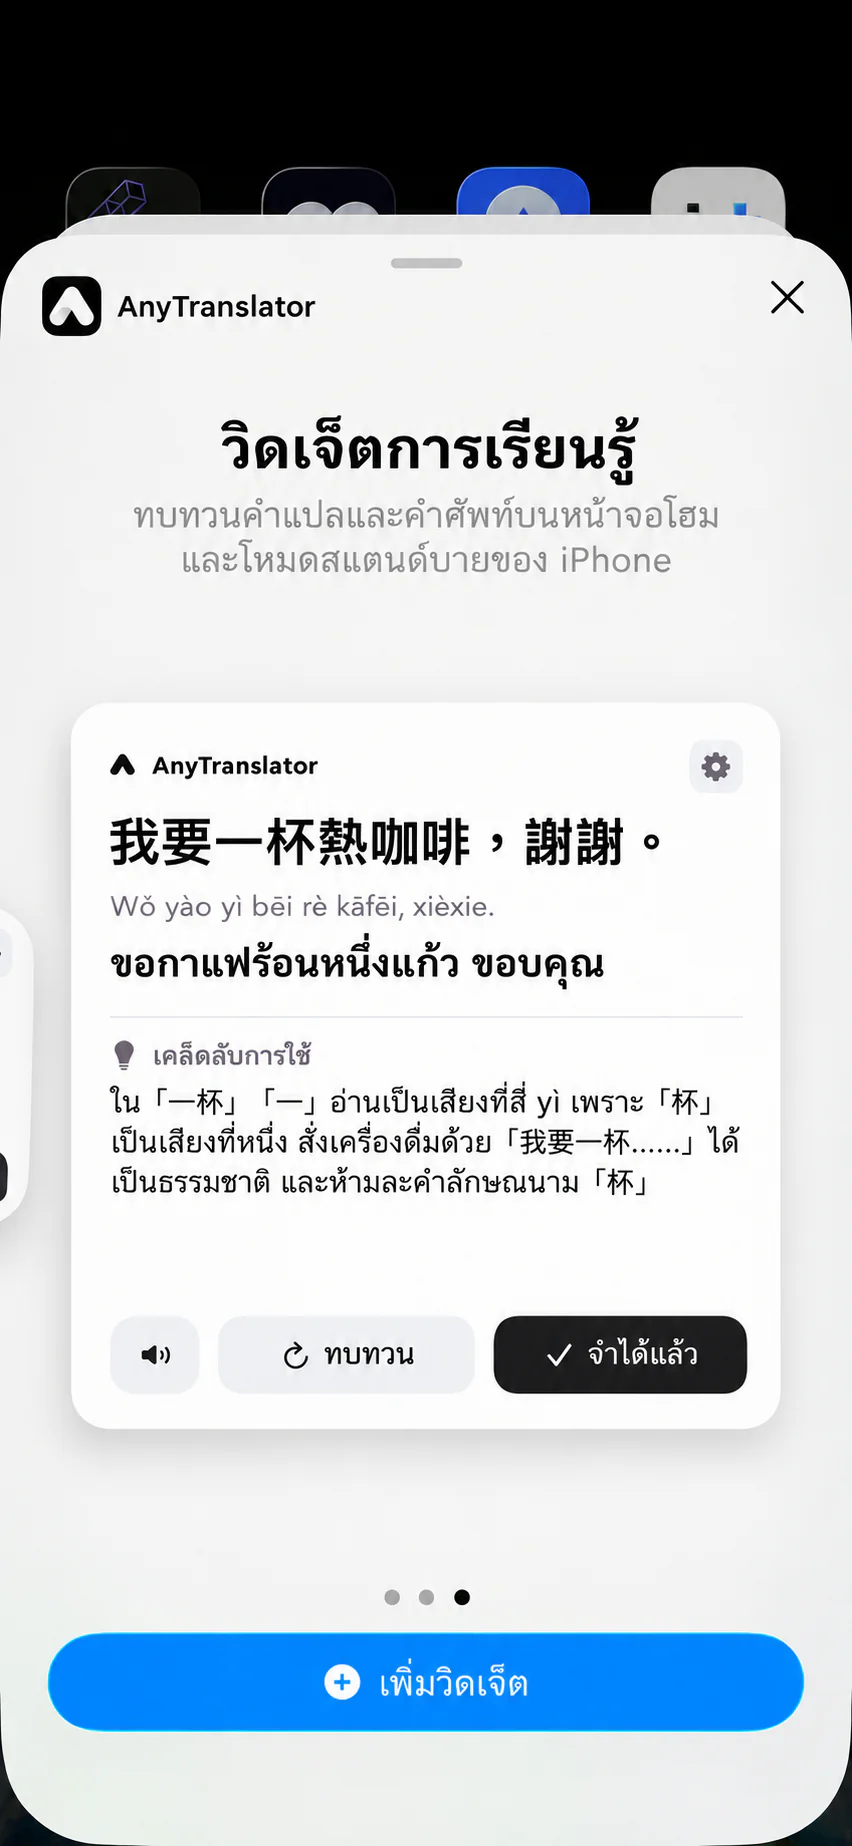 AnyTranslator
วิดเจ็ตการเรียนรู้
ทบทวนคำแปลและคำศัพท์บนหน้าจอโฮม
และโหมดสแตนด์บายของ iPhone
AnyTranslator
我要一杯熱咖啡，謝謝。
Wǒ yào yì bēi rè kāfēi, xièxie.
ขอกาแฟร้อนหนึ่งแก้ว ขอบคุณ
เคล็ดลับการใช้
ใน「一杯」「一」อ่านเป็นเสียงที่สี่ yì เพราะ「杯」
เป็นเสียงที่หนึ่ง สั่งเครื่องดื่มด้วย「我要一杯……」ได้
เป็นธรรมชาติ และห้ามละคำลักษณนาม「杯」
ทบทวน
จำได้แล้ว
เพิ่มวิดเจ็ต